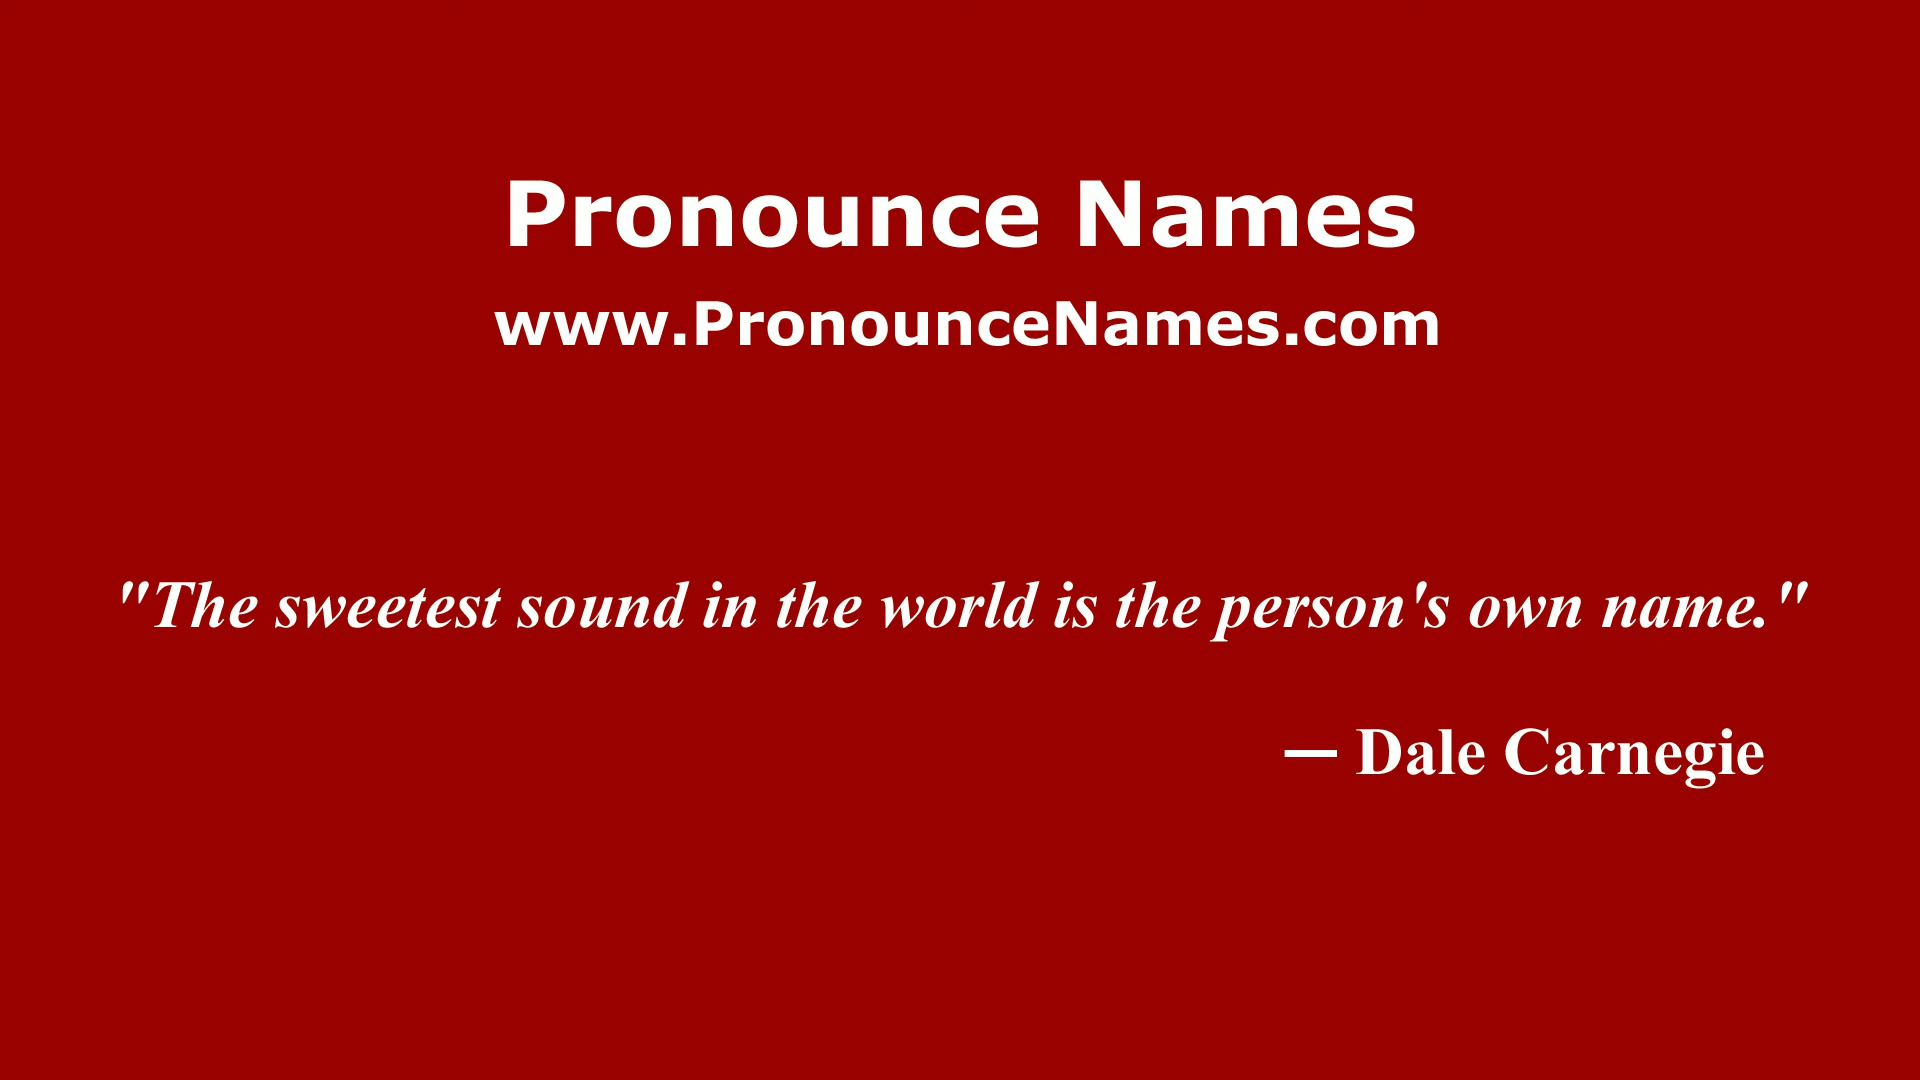 Pronounce Names
www.PronounceNames.com
"The sweetest sound in the world is the person's own name."
— Dale Carnegie